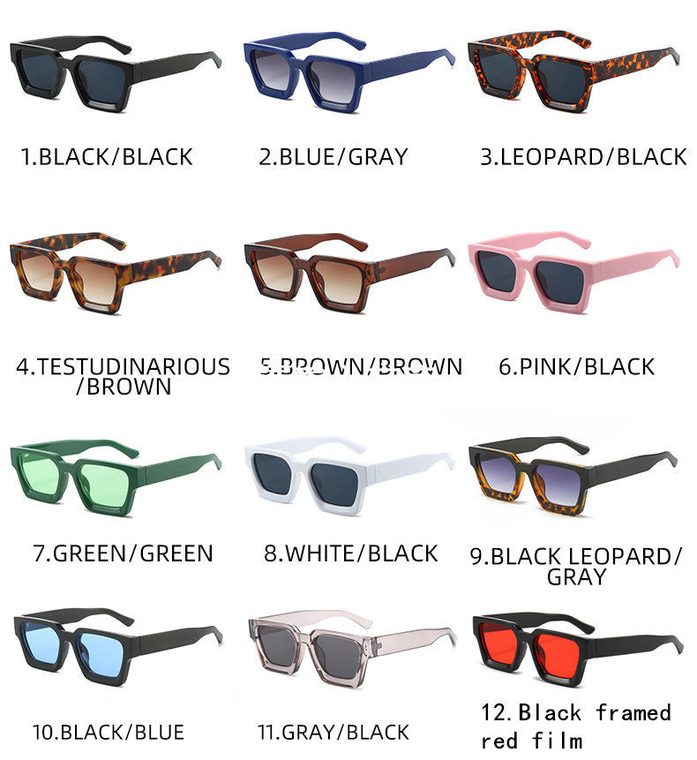 1.BLACK/BLACK
2.BLUE/GRAY
3.LEOPARD/BLACK
4.TESTUDINARIOUS
/BROWN
5.BROWN/BROWN
6.PINK/BLACK
7.GREEN/GREEN
8.WHITE/BLACK
9.BLACK LEOPARD/
GRAY
10.BLACK/BLUE
11.GRAY/BLACK
12.Black framed
red film